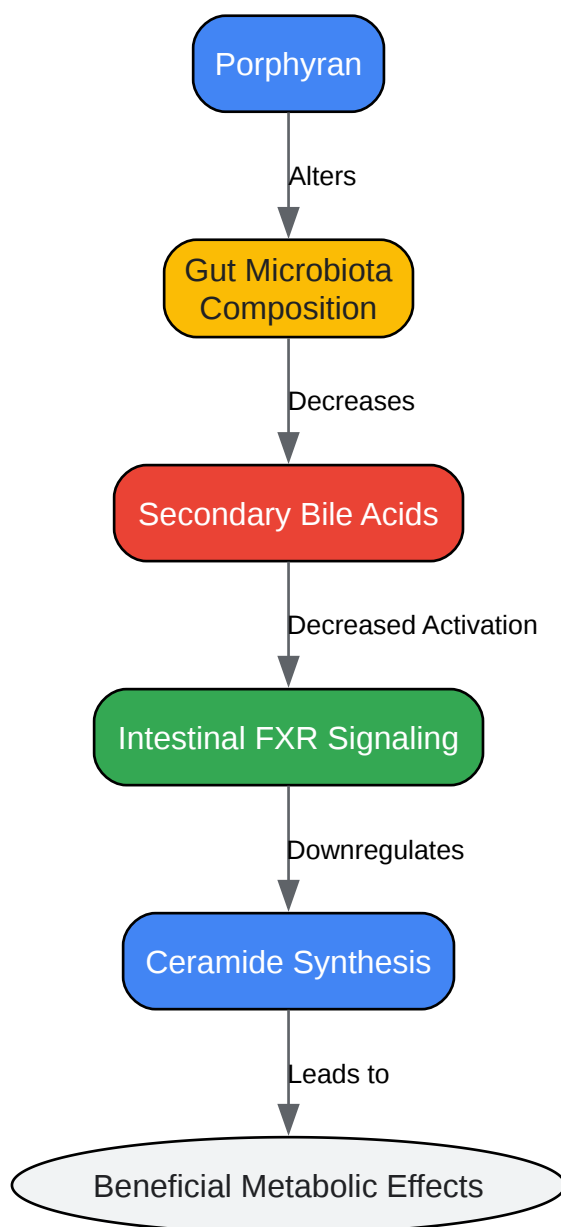 Porphyran
Alters
Gut Microbiota
Composition
Decreases
Secondary Bile Acids
Decreased Activation
Intestinal FXR Signaling
Downregulates
Ceramide Synthesis
Leads to
Beneficial Metabolic Effects